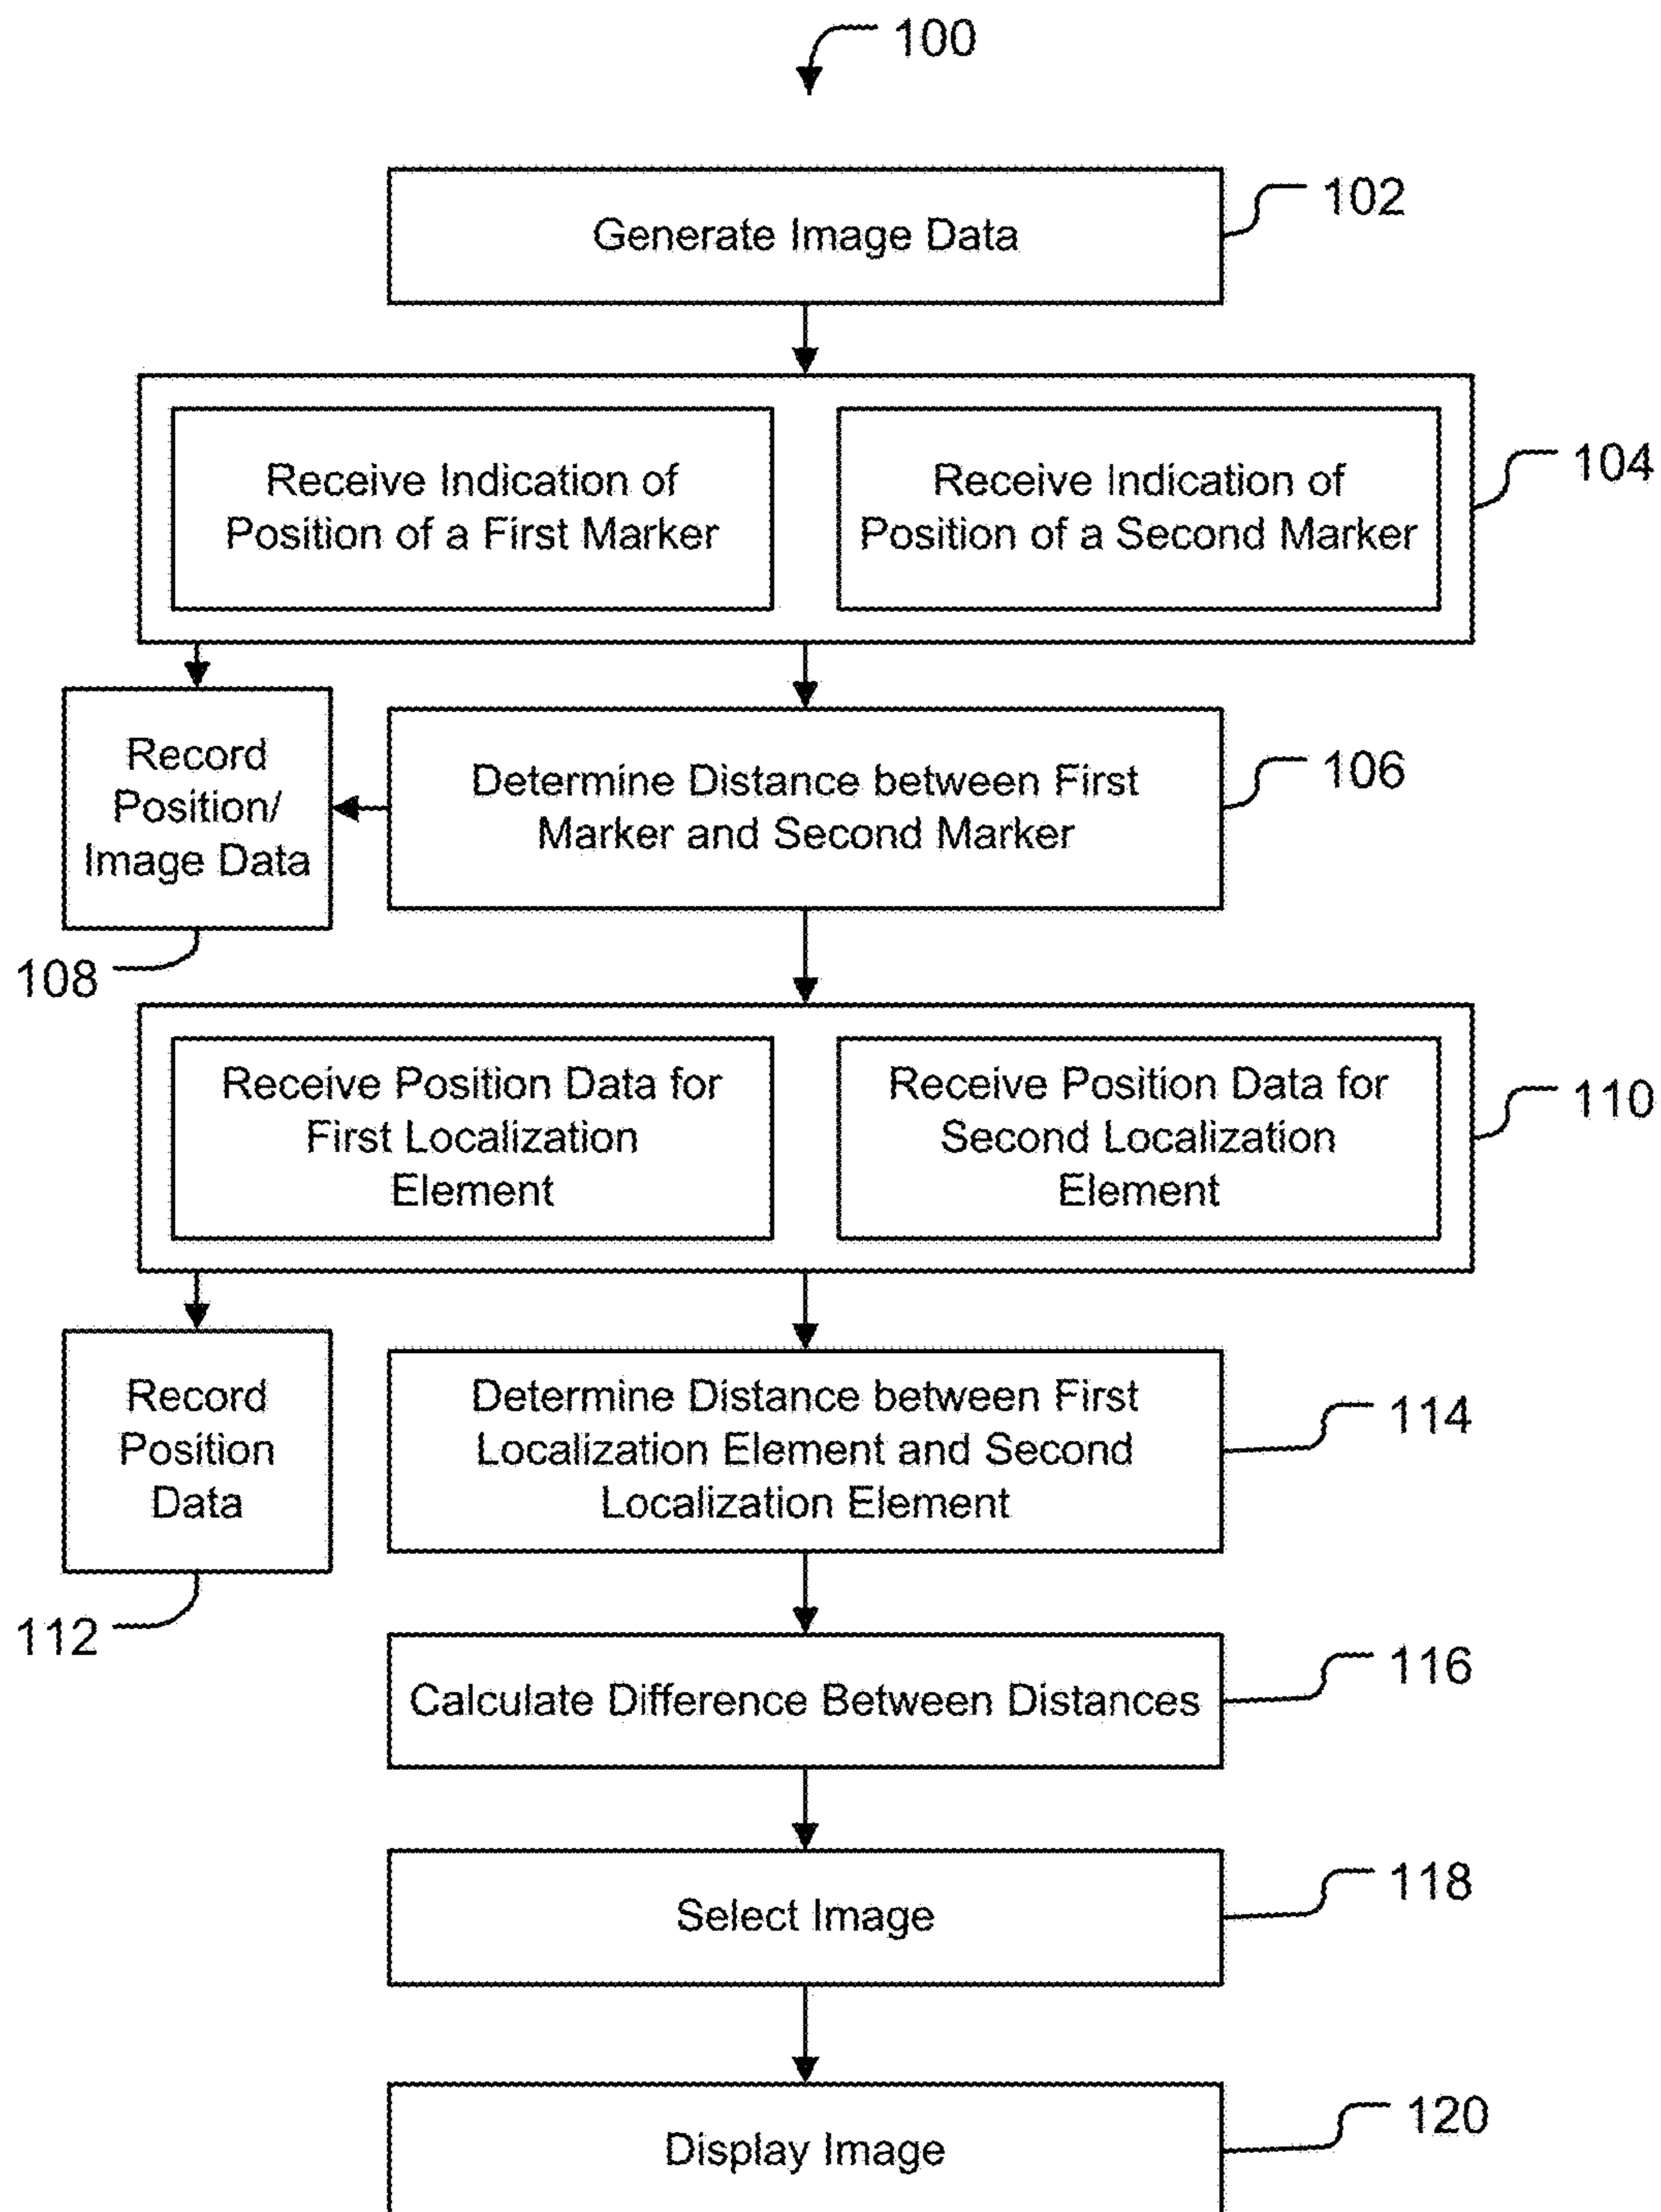 100
Generate Image Data
102
Receive Indication of
Position of a First Marker
Receive Indication of
Position of a Second Marker
104
Record
Position/
Image Data
108
Determine Distance between First
Marker and Second Marker
106
Receive Position Data for
First Localization
Element
Receive Position Data for
Second Localization
Element
110
Record
Position
Data
112
Determine Distance between First
Localization Element and Second
Localization Element
114
Calculate Difference Between Distances
116
Select Image
118
Display Image
120